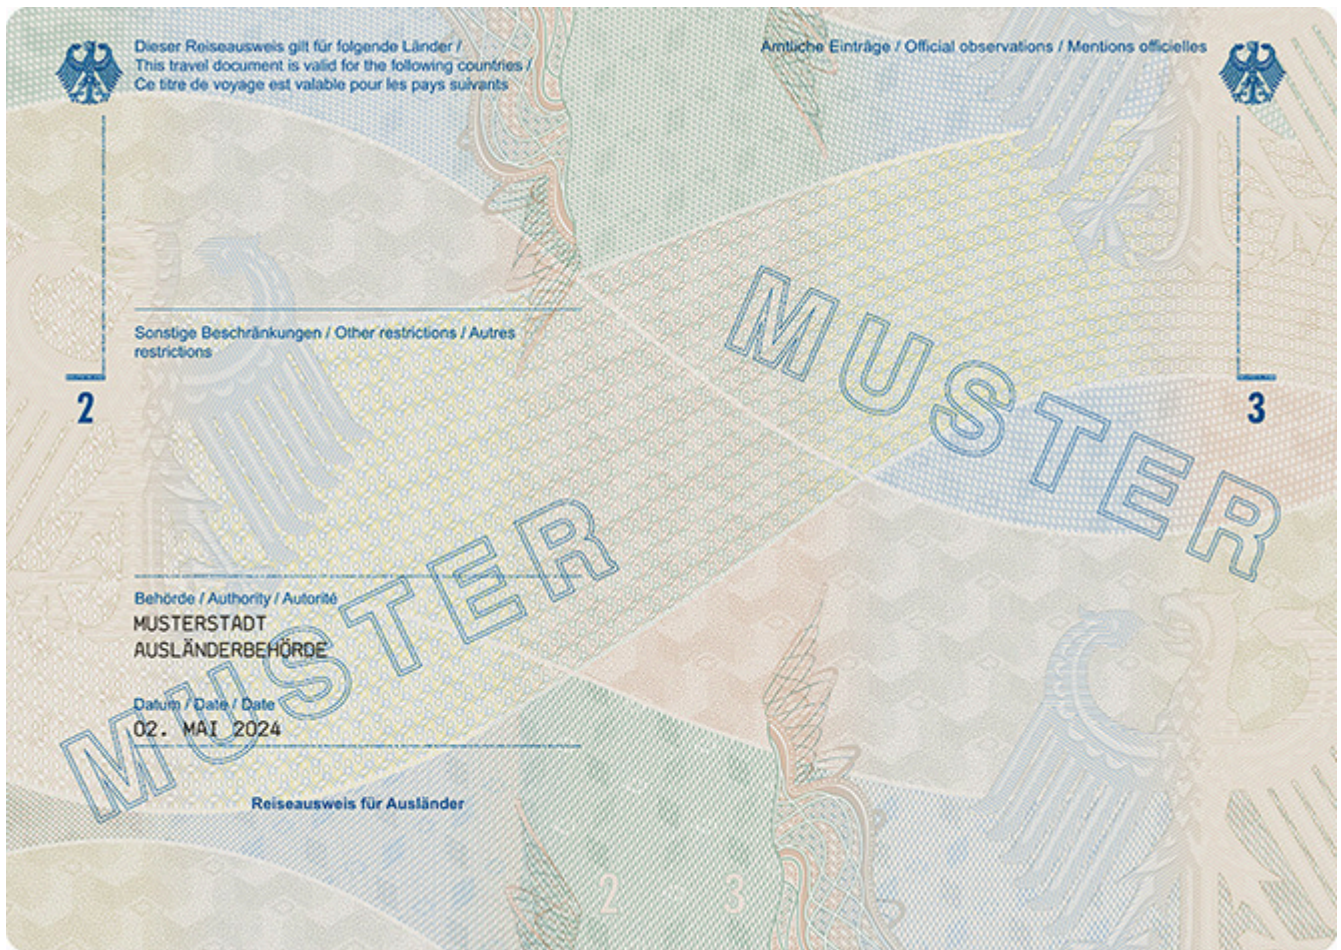 Dieser Reiseausweis gilt für folgende Länder /
This travel document is valid for the following countries /
Ce titre de voyage est valable pour les pays suivants
Sonstige Beschränkungen / Other restrictions / Autres
restrictions
2
Behörde / Authority / Autorité
MUSTERSTADT
AUSLÄNDERBEHÖRDE
Datum / Date / Date
02. MAI 2024
MUSTER
Reiseausweis für Ausländer
Amtliche Einträge / Official observations / Mentions officielles
MUSTER
3
2 3